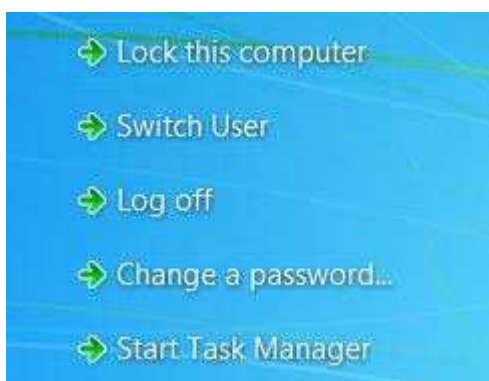 Lock this computer
Switch User
Log off
Change a password...
Start Task Manager